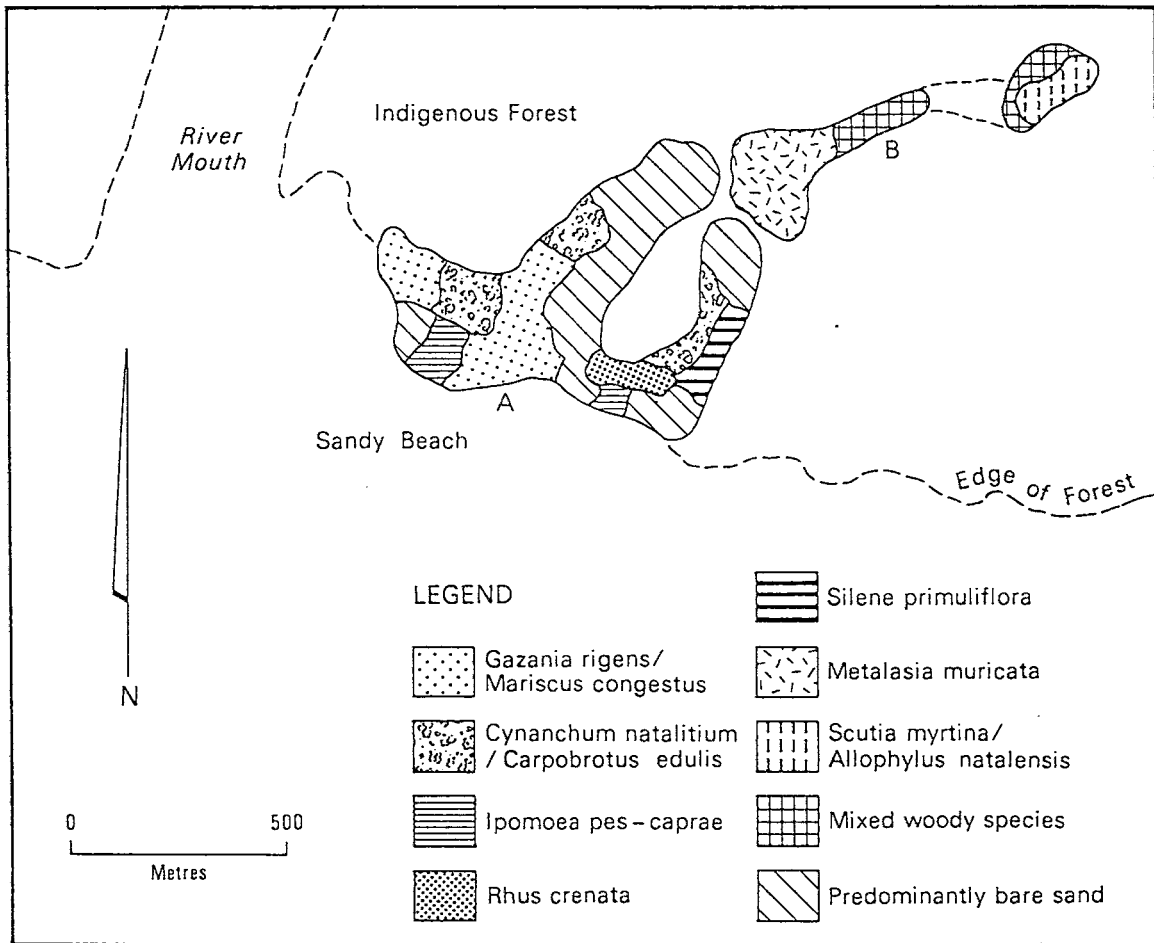 Indigenous Forest
River
Mouth
B
A
Sandy Beach
Edge of Forest
N
0 500
Metres
LEGEND
Gazania rigens/
Mariscus congestus
Cynanchum natalitium
/ Carpobrotus edulis
Ipomoea pes-caprae
Rhus crenata
Silene primuliflora
Metalasia muricata
Scutia myrtina/
Allophylus natalensis
Mixed woody species
Predominantly bare sand